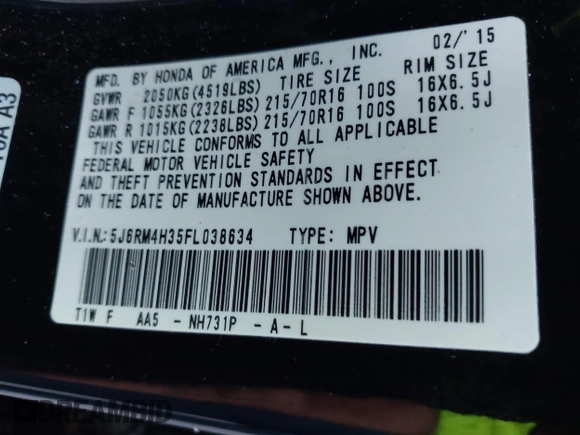 MFD. BY HONDA OF AMERICA MFG., INC. 02/'15
GVWR 2050KG(4519LBS) TIRE SIZE RIM SIZE
GAWR F 1055KG(2326LBS) 215/70R16 100S 16X6.5J
GAWR R 1015KG(2238LBS) 215/70R16 100S 16X6.5J
THIS VEHICLE CONFORMS TO ALL APPLICABLE
FEDERAL MOTOR VEHICLE SAFETY
AND THEFT PREVENTION STANDARDS IN EFFECT
ON THE DATE OF MANUFACTURE SHOWN ABOVE.
V.I.N.:5J6RM4H35FL038634 TYPE: MPV
T1W F AA5 - NH731P - A - L
DREAMBID